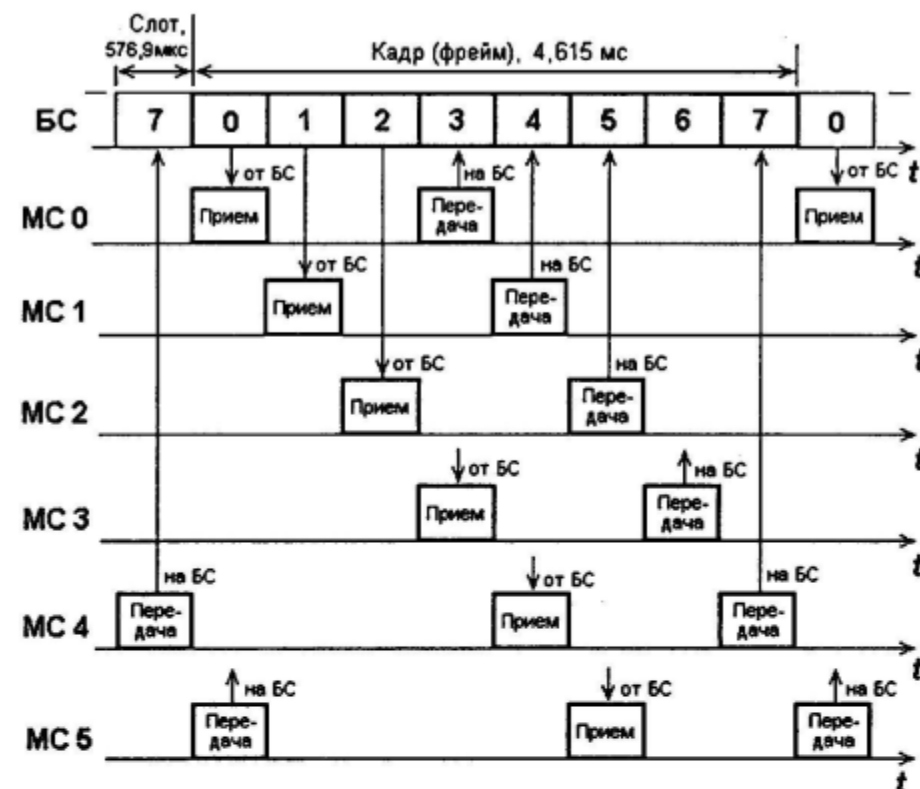 Слот,
576,9мкс
Кадр (фрейм), 4,615 мс
БС 7 0 1 2 3 4 5 6 7 0
t
от БС на БС от БС
МС 0 Прием Пере-
дача Прием
t
от БС на БС
МС 1 Прием Пере-
дача
t
от БС на БС
МС 2 Прием Пере-
дача
t
от БС на БС
МС 3 Прием Пере-
дача
t
на БС от БС на БС
МС 4 Пере-
дача Прием Пере-
дача
t
на БС от БС на БС
МС 5 Пере-
дача Прием Пере-
дача
t